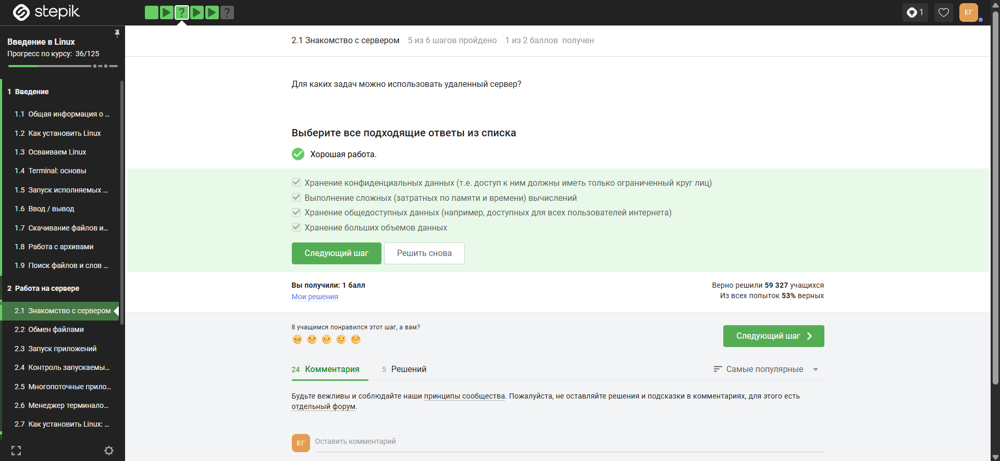 stepik
?
?
1
ЕГ
Введение в Linux
Прогресс по курсу: 36/125
1 Введение
1.1 Общая информация о ...
1.2 Как установить Linux
1.3 Осваиваем Linux
1.4 Terminal: основы
1.5 Запуск исполняемых ...
1.6 Ввод / вывод
1.7 Скачивание файлов и...
1.8 Работа с архивами
1.9 Поиск файлов и слов ...
2 Работа на сервере
2.1 Знакомство с сервером
2.2 Обмен файлами
2.3 Запуск приложений
2.4 Контроль запускаемы...
2.5 Многопоточные прило...
2.6 Менеджер терминало...
2.7 Как установить Linux: ...
2.1 Знакомство с сервером 5 из 6 шагов пройдено 1 из 2 баллов получен
Для каких задач можно использовать удаленный сервер?
Выберите все подходящие ответы из списка
Хорошая работа.
Хранение конфиденциальных данных (т.е. доступ к ним должны иметь только ограниченный круг лиц)
Выполнение сложных (затратных по памяти и времени) вычислений
Хранение общедоступных данных (например, доступных для всех пользователей интернета)
Хранение больших объемов данных
Следующий шаг Решить снова
Вы получили: 1 балл
Мои решения
Верно решили 59 327 учащихся
Из всех попыток 53% верных
8 учащимся понравился этот шаг, а вам?
Следующий шаг
24 Комментария 5 Решений Самые популярные
Будьте вежливы и соблюдайте наши принципы сообщества. Пожалуйста, не оставляйте решения и подсказки в комментариях, для этого есть
отдельный форум.
ЕГ Оставить комментарий